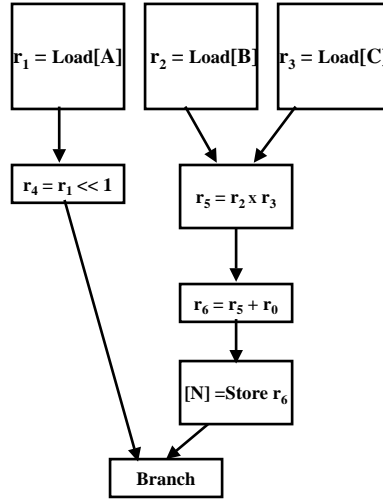 r₁ = Load[A]
r₂ = Load[B]
r₃ = Load[C]
r₄ = r₁ << 1
r₅ = r₂ x r₃
r₆ = r₅ + r₀
[N] =Store r₆
Branch